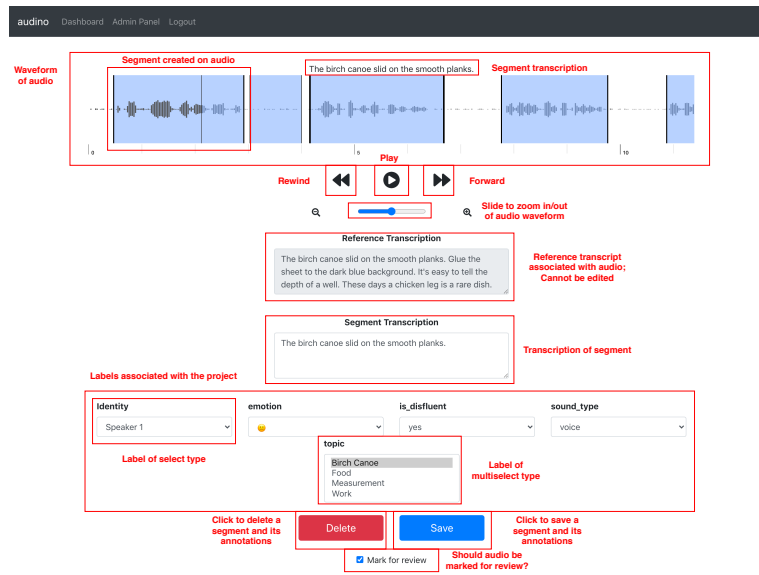 audino Dashboard Admin Panel Logout
Segment created on audio
The birch canoe slid on the smooth planks.
Segment transcription
Waveform
of audio
0
5
10
Play
Rewind
Forward
Slide to zoom in/out
of audio waveform
Reference Transcription
The birch canoe slid on the smooth planks. Glue the
sheet to the dark blue background. It's easy to tell the
depth of a well. These days a chicken leg is a rare dish.
Reference transcript
associated with audio;
Cannot be edited
Segment Transcription
The birch canoe slid on the smooth planks.
Transcription of segment
Labels associated with the project
Identity
emotion
is_disfluent
sound_type
Speaker 1
yes
voice
Label of select type
topic
Birch Canoe
Food
Measurement
Work
Label of
multiselect type
Click to delete a
segment and its
annotations
Delete
Save
Click to save a
segment and its
annotations
Mark for review
Should audio be
marked for review?